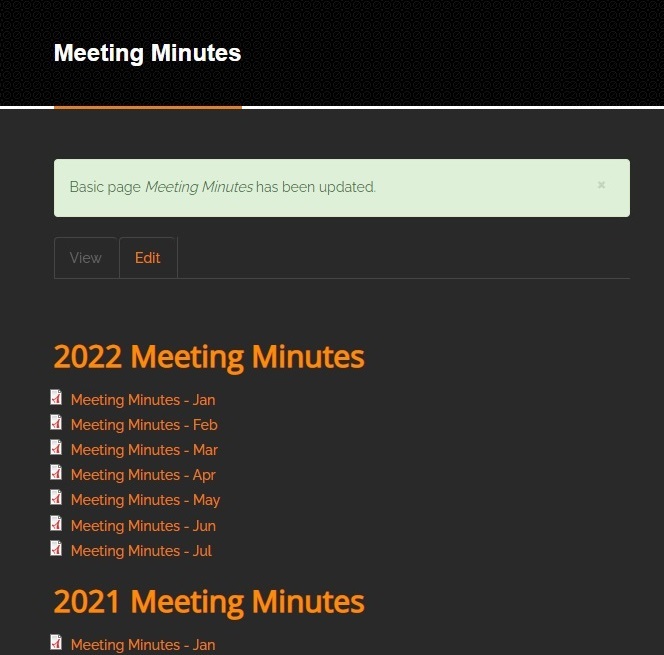 Meeting Minutes
Basic page Meeting Minutes has been updated.
×
View
Edit
2022 Meeting Minutes
Meeting Minutes - Jan
Meeting Minutes - Feb
Meeting Minutes - Mar
Meeting Minutes - Apr
Meeting Minutes - May
Meeting Minutes - Jun
Meeting Minutes - Jul
2021 Meeting Minutes
Meeting Minutes - Jan